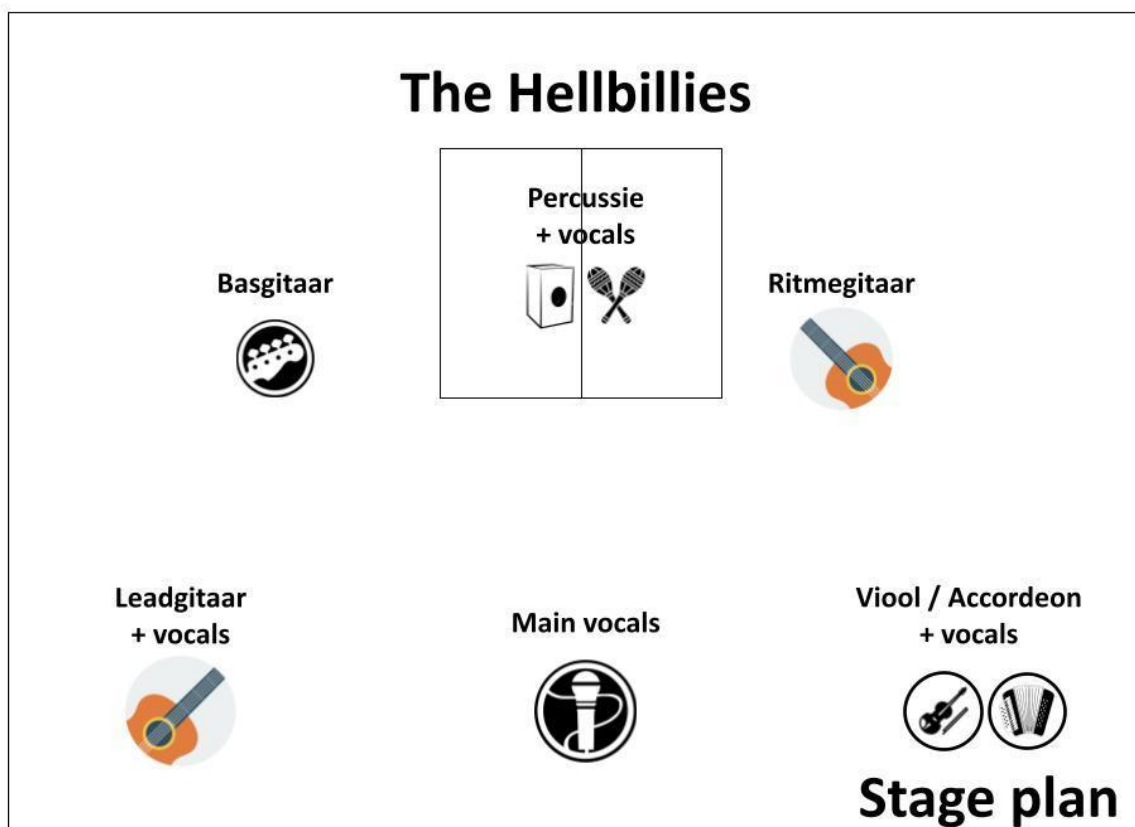 The Hellbillies
Percussie
+ vocals
Basgitaar
Ritmegitaar
Leadgitaar
+ vocals
Main vocals
Viool / Accordeon
+ vocals
Stage plan